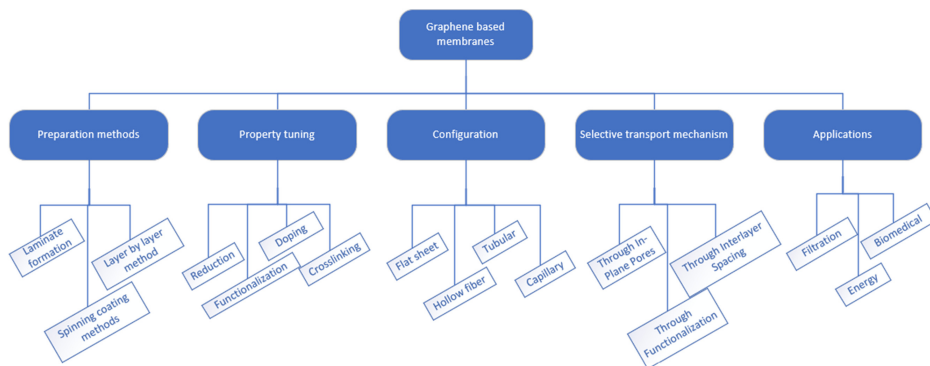 Graphene based
membranes
Preparation methods
Property tuning
Configuration
Selective transport mechanism
Applications
Laminate
formation
Spinning coating
methods
Layer by layer
method
Reduction
Functionalization
Doping
Crosslinking
Flat sheet
Hollow fiber
Tubular
Capillary
Through In-
Plane Pores
Through
Functionalization
Through Interlayer
Spacing
Filtration
Energy
Biomedical